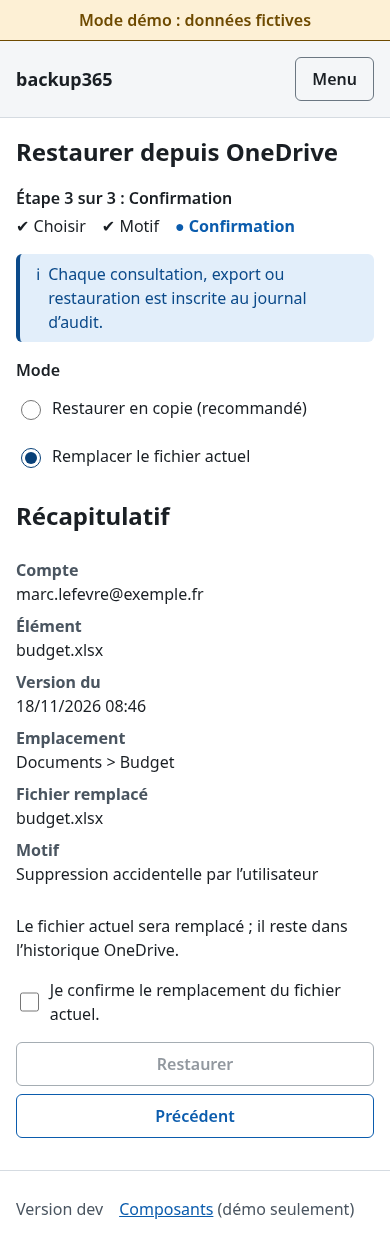 Mode démo : données fictives
backup365
Menu
Restaurer depuis OneDrive
Étape 3 sur 3 : Confirmation
✔ Choisir ✔ Motif ● Confirmation
i Chaque consultation, export ou
restauration est inscrite au journal
d’audit.
Mode
Restaurer en copie (recommandé)
Remplacer le fichier actuel
Récapitulatif
Compte
marc.lefevre@exemple.fr
Élément
budget.xlsx
Version du
18/11/2026 08:46
Emplacement
Documents > Budget
Fichier remplacé
budget.xlsx
Motif
Suppression accidentelle par l’utilisateur
Le fichier actuel sera remplacé ; il reste dans
l’historique OneDrive.
Je confirme le remplacement du fichier
actuel.
Restaurer
Précédent
Version dev Composants (démo seulement)